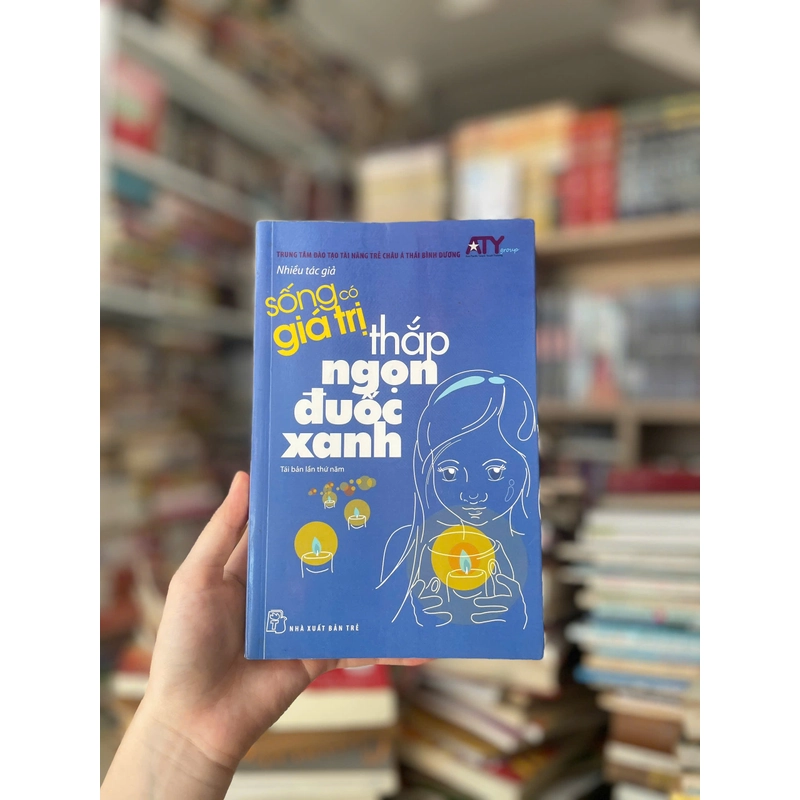 TRUNG TÂM ĐÀO TẠO TÀI NĂNG TRẺ CHÂU Á THÁI BÌNH DƯƠNG
ATY group
Nhiều tác giả
sống có
giá trị
thắp
ngọn
đuốc
xanh
Tái bản lần thứ năm
NHÀ XUẤT BẢN TRẺ